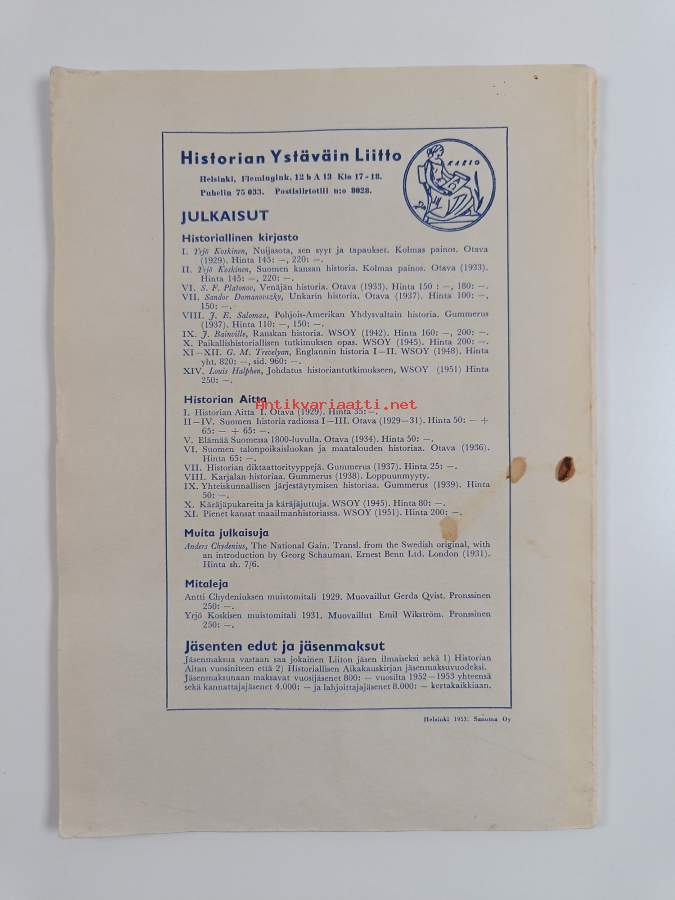 Historian Ystäväin Liitto
Helsinki, Flemingink. 12 b A 13 Klo 17-18.
Puhelin 75 033. Postisiirtotili n:o 8028.
KLEIO
JULKAISUT
Historiallinen kirjasto
I. Yrjö Koskinen, Nuijasota, sen syyt ja tapaukset. Kolmas painos. Otava
(1929). Hinta 145: —, 220: —.
II. Yrjö Koskinen, Suomen kansan historia. Kolmas painos. Otava (1933).
Hinta 145: —, 220: —.
VI. S. F. Platonov, Venäjän historia. Otava (1933). Hinta 150 : —, 180: —.
VII. Sandor Domanovszky, Unkarin historia. Otava (1937). Hinta 100: —,
150: —.
VIII. J. E. Salomaa, Pohjois-Amerikan Yhdysvaltain historia. Gummerus
(1937). Hinta 110: —, 150: —.
IX. J. Bainville, Ranskan historia. WSOY (1942). Hinta 160: —, 200: —.
X. Paikallishistoriallisen tutkimuksen opas. WSOY (1945). Hinta 200: —.
XI—XII. G. M. Trevelyan, Englannin historia I—II. WSOY (1948). Hinta
yht. 820: —, sid. 960: —.
XIV. Louis Halphen, Johdatus historiantutkimukseen, WSOY (1951) Hinta
250: —.
Historian Aitta
Antikvariaatti.net
I. Historian Aitta I. Otava (1929). Hinta 35: —.
II—IV. Suomen historia radiossa I—III. Otava (1929—31). Hinta 50: — +
65: — + 65: —.
V. Elämää Suomessa 1800-luvulla. Otava (1934). Hinta 50: —.
VI. Suomen talonpoikaisluokan ja maatalouden historiaa. Otava (1936).
Hinta 65: —.
VII. Historian diktaattorityyppejä. Gummerus (1937). Hinta 25: —.
VIII. Karjalan historiaa. Gummerus (1938). Loppuunmyyty.
IX. Yhteiskunnallisen järjestäytymisen historiaa. Gummerus (1939). Hinta
50: —.
X. Käräjäpukareita ja käräjäjuttuja. WSOY (1945). Hinta 80: —.
XI. Pienet kansat maailmanhistoriassa. WSOY (1951). Hinta 200: —.
Muita julkaisuja
Anders Chydenius, The National Gain. Transl. from the Swedish original, with
an introduction by Georg Schauman. Ernest Benn Ltd. London (1931).
Hinta sh. 7/6.
Mitaleja
Antti Chydeniuksen muistomitali 1929. Muovaillut Gerda Qvist. Pronssinen
250: —.
Yrjö Koskisen muistomitali 1931. Muovaillut Emil Wikström. Pronssinen
250: —.
Jäsenten edut ja jäsenmaksut
Jäsenmaksua vastaan saa jokainen Liiton jäsen ilmaiseksi sekä 1) Historian
Aitan vuosiniteen että 2) Historiallisen Aikakauskirjan jäsenmaksuvuodeksi.
Jäsenmaksunaan maksavat vuosijäsenet 800: — vuosilta 1952—1953 yhteensä
sekä kannattajajäsenet 4.000: — ja lahjoittajajäsenet 8.000: — kertakaikkiaan.
Helsinki 1952. Sanoma Oy